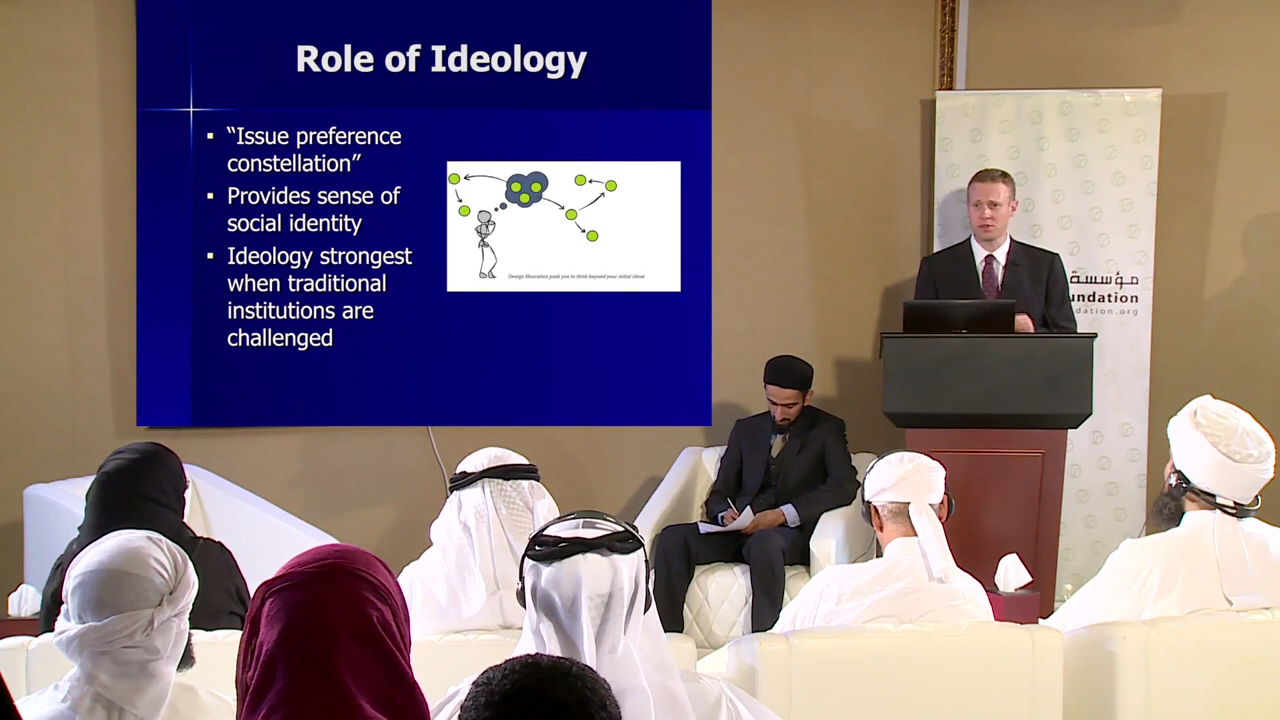 Role of Ideology
▪ “Issue preference
constellation”
▪ Provides sense of
social identity
▪ Ideology strongest
when traditional
institutions are
challenged
Design Heuristics push you to think beyond your initial ideas
مؤسسة
undation
dation.org